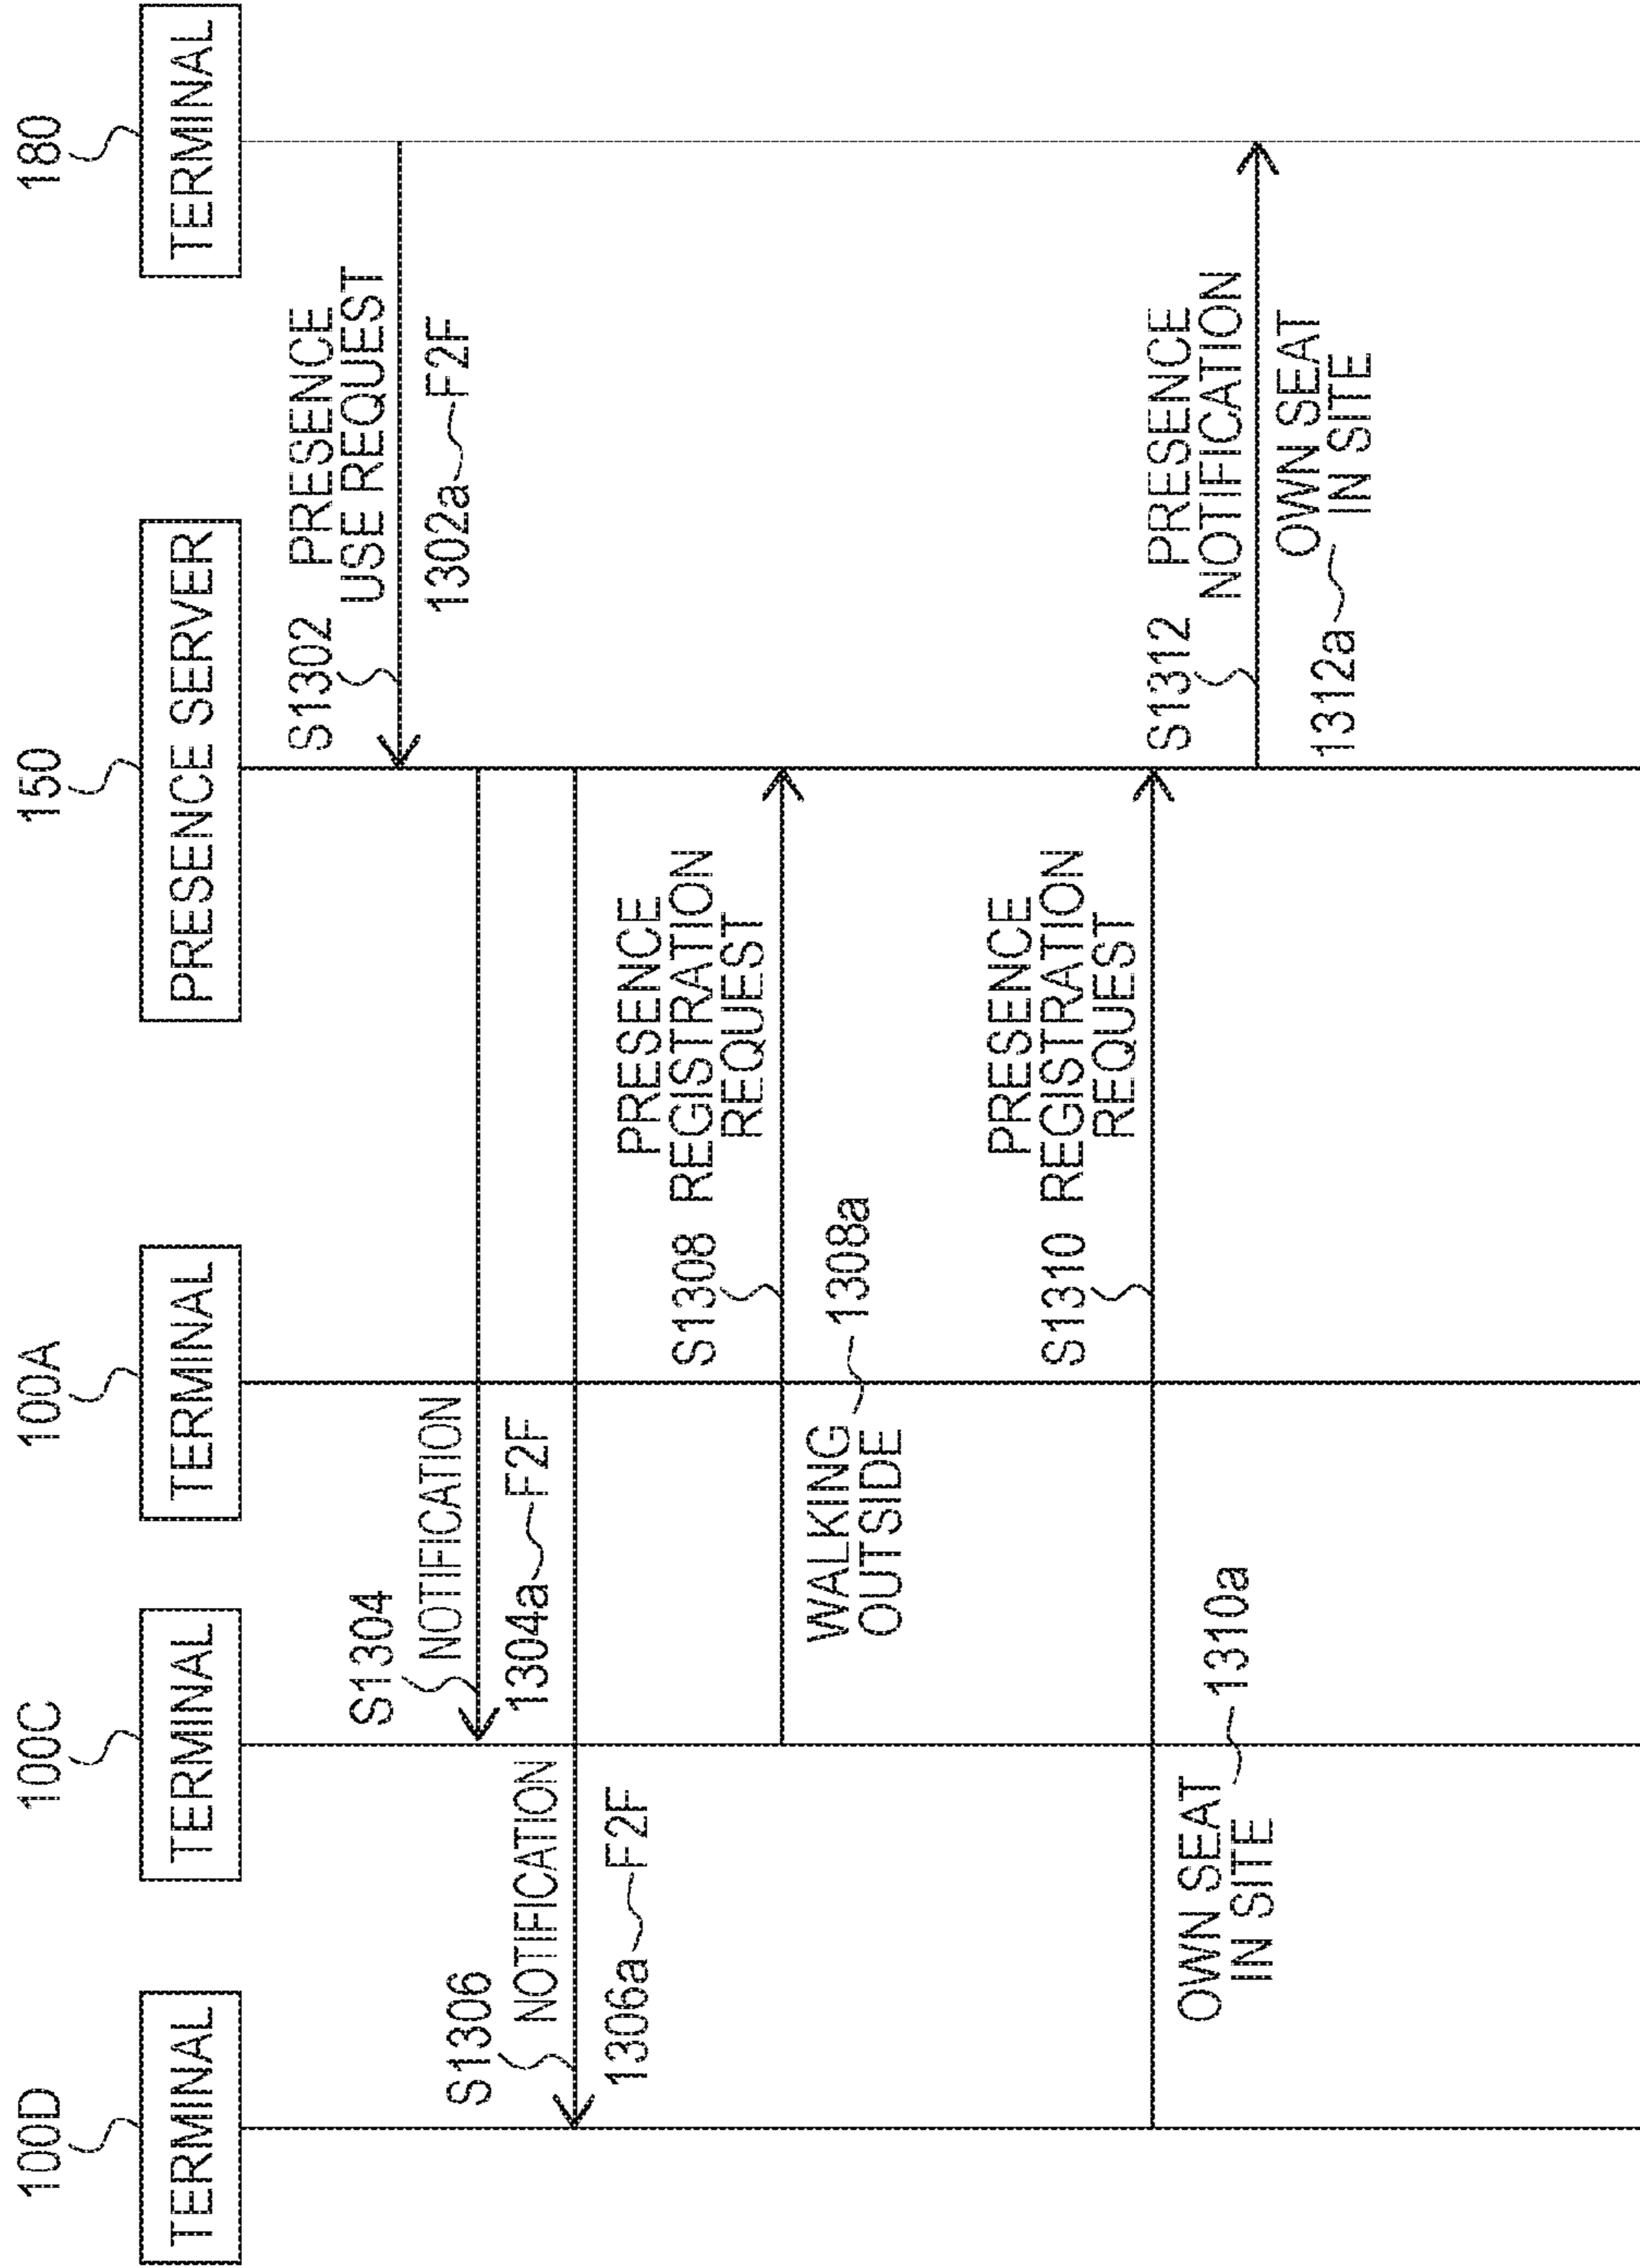 100D
100C
100A
150
180
TERMINAL
TERMINAL
TERMINAL
PRESENCE SERVER
TERMINAL
S1302
PRESENCE
USE REQUEST
1302a
F2F
S1304
NOTIFICATION
1304a
F2F
S1306
NOTIFICATION
1306a
F2F
PRESENCE
S1308 REGISTRATION
REQUEST
WALKING
OUTSIDE
1308a
PRESENCE
S1310 REGISTRATION
REQUEST
OWN SEAT
IN SITE
1310a
S1312
PRESENCE
NOTIFICATION
1312a
OWN SEAT
IN SITE